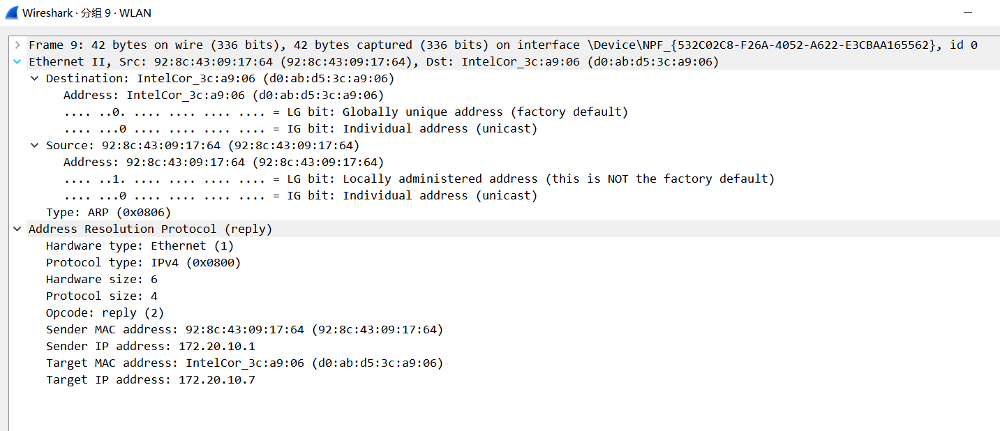 Wireshark · 分组 9 · WLAN
Frame 9: 42 bytes on wire (336 bits), 42 bytes captured (336 bits) on interface \Device\NPF_{532C02C8-F26A-4052-A622-E3CBAA165562}, id 0
Ethernet II, Src: 92:8c:43:09:17:64 (92:8c:43:09:17:64), Dst: IntelCor_3c:a9:06 (d0:ab:d5:3c:a9:06)
Destination: IntelCor_3c:a9:06 (d0:ab:d5:3c:a9:06)
Address: IntelCor_3c:a9:06 (d0:ab:d5:3c:a9:06)
.... ..0. .... .... .... .... = LG bit: Globally unique address (factory default)
.... ...0 .... .... .... .... = IG bit: Individual address (unicast)
Source: 92:8c:43:09:17:64 (92:8c:43:09:17:64)
Address: 92:8c:43:09:17:64 (92:8c:43:09:17:64)
.... ..1. .... .... .... .... = LG bit: Locally administered address (this is NOT the factory default)
.... ...0 .... .... .... .... = IG bit: Individual address (unicast)
Type: ARP (0x0806)
Address Resolution Protocol (reply)
Hardware type: Ethernet (1)
Protocol type: IPv4 (0x0800)
Hardware size: 6
Protocol size: 4
Opcode: reply (2)
Sender MAC address: 92:8c:43:09:17:64 (92:8c:43:09:17:64)
Sender IP address: 172.20.10.1
Target MAC address: IntelCor_3c:a9:06 (d0:ab:d5:3c:a9:06)
Target IP address: 172.20.10.7